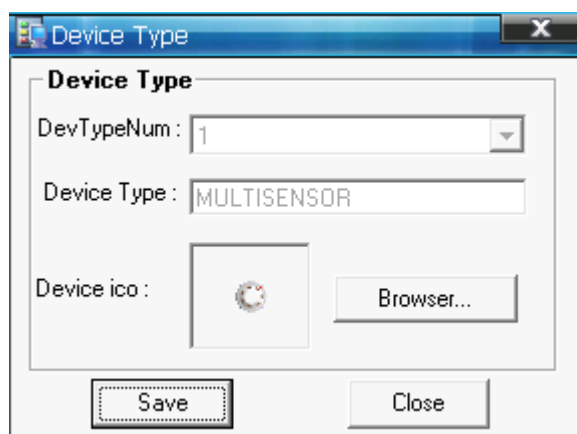 Device Type
Device Type
DevTypeNum : 1
Device Type : MULTISENSOR
Device ico :
Browser...
Save
Close